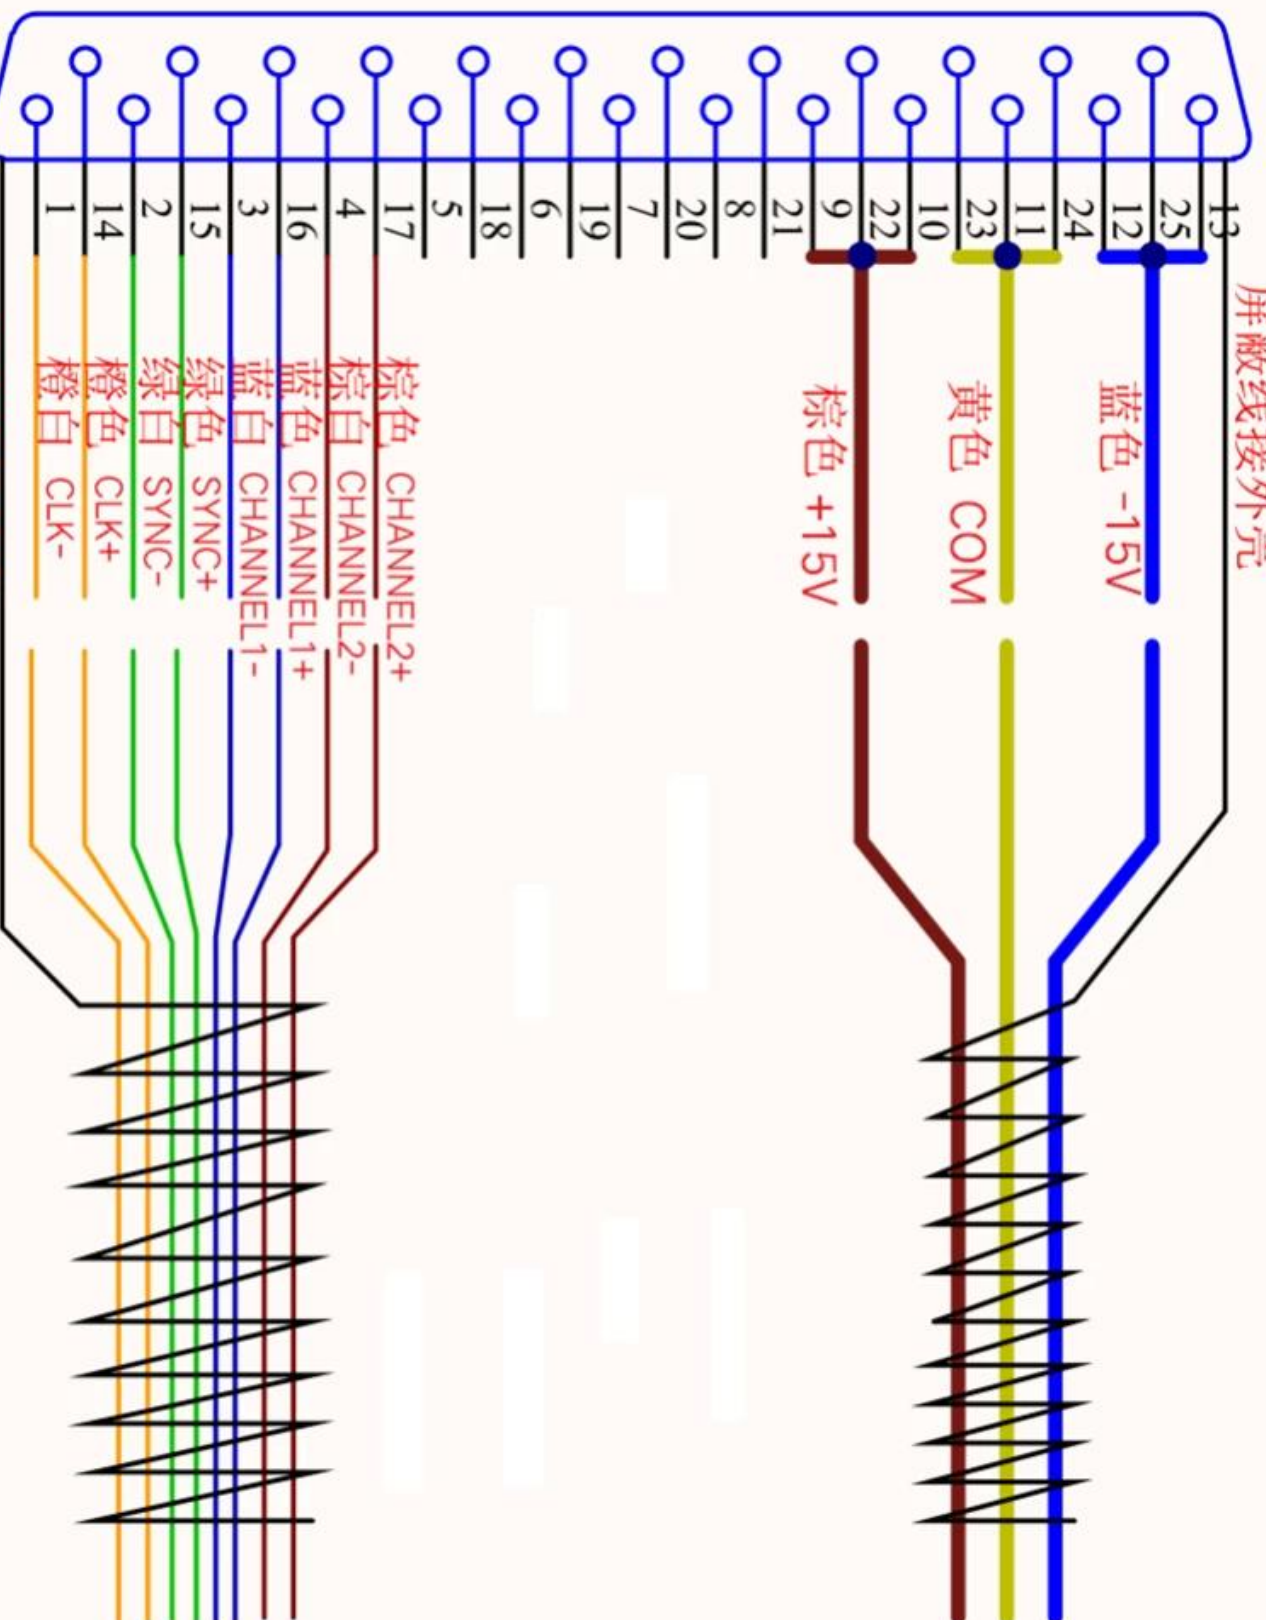 1
14
2
15
3
16
4
17
5
18
6
19
7
20
8
21
9
22
10
23
11
24
12
25
13
橙白 CLK-
橙色 CLK+
绿白 SYNC-
绿色 SYNC+
蓝白 CHANNEL1-
蓝色 CHANNEL1+
棕白 CHANNEL2-
棕色 CHANNEL2+
棕色 +15V
黄色 COM
蓝色 -15V
屏蔽线接外壳